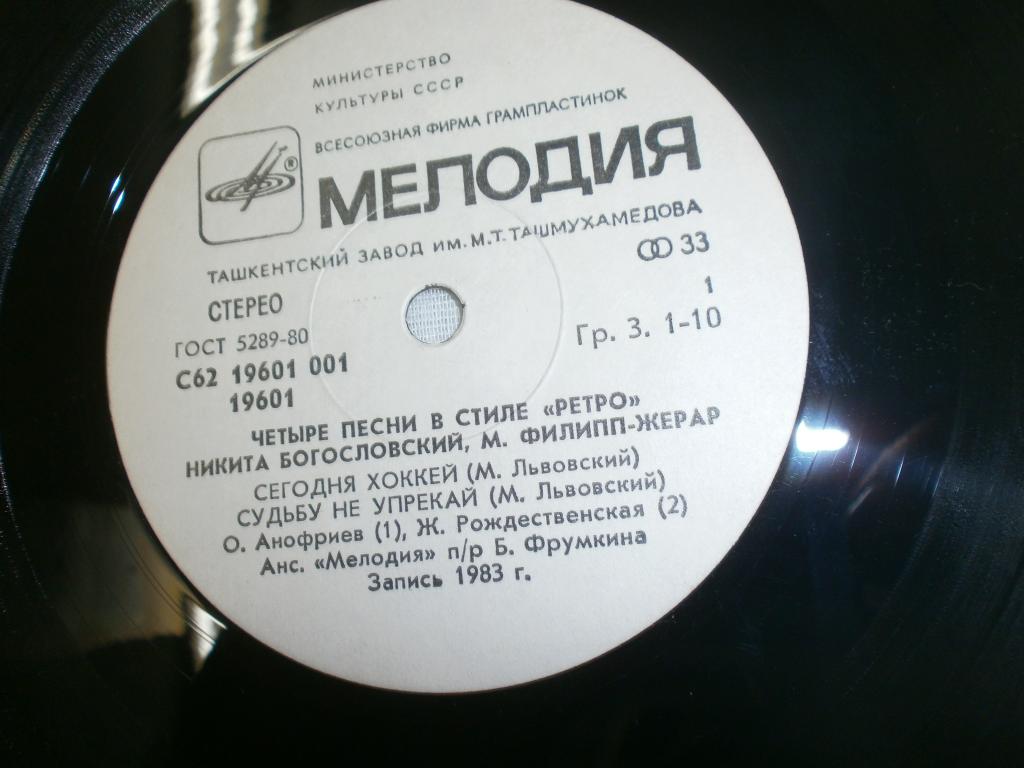 МИНИСТЕРСТВО
КУЛЬТУРЫ СССР
ВСЕСОЮЗНАЯ ФИРМА ГРАМПЛАСТИНОК
® МЕЛОДИЯ
ТАШКЕНТСКИЙ ЗАВОД ИМ. М.Т. ТАШМУХАМЕДОВА
СТЕРЕО 33
ГОСТ 5289-80 1
С62 19601 001 Гр. 3. 1-10
19601
ЧЕТЫРЕ ПЕСНИ В СТИЛЕ «РЕТРО»
НИКИТА БОГОСЛОВСКИЙ, М. ФИЛИПП-ЖЕРАР
СЕГОДНЯ ХОККЕЙ (М. Львовский)
СУДЬБУ НЕ УПРЕКАЙ (М. Львовский)
О. Анофриев (1), Ж. Рождественская (2)
Анс. «Мелодия» п/р Б. Фрумкина
Запись 1983 г.